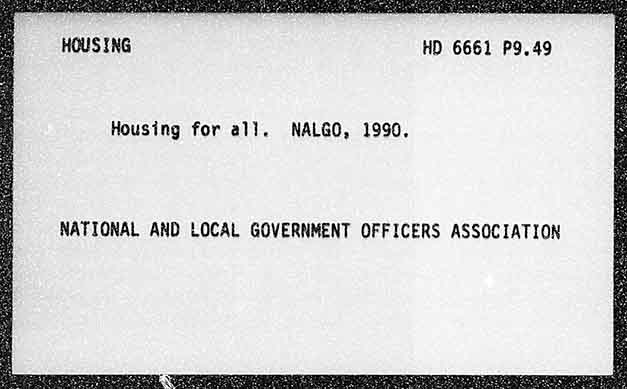 HOUSING HD 6661 P9.49
Housing for all. NALGO, 1990.
NATIONAL AND LOCAL GOVERNMENT OFFICERS ASSOCIATION